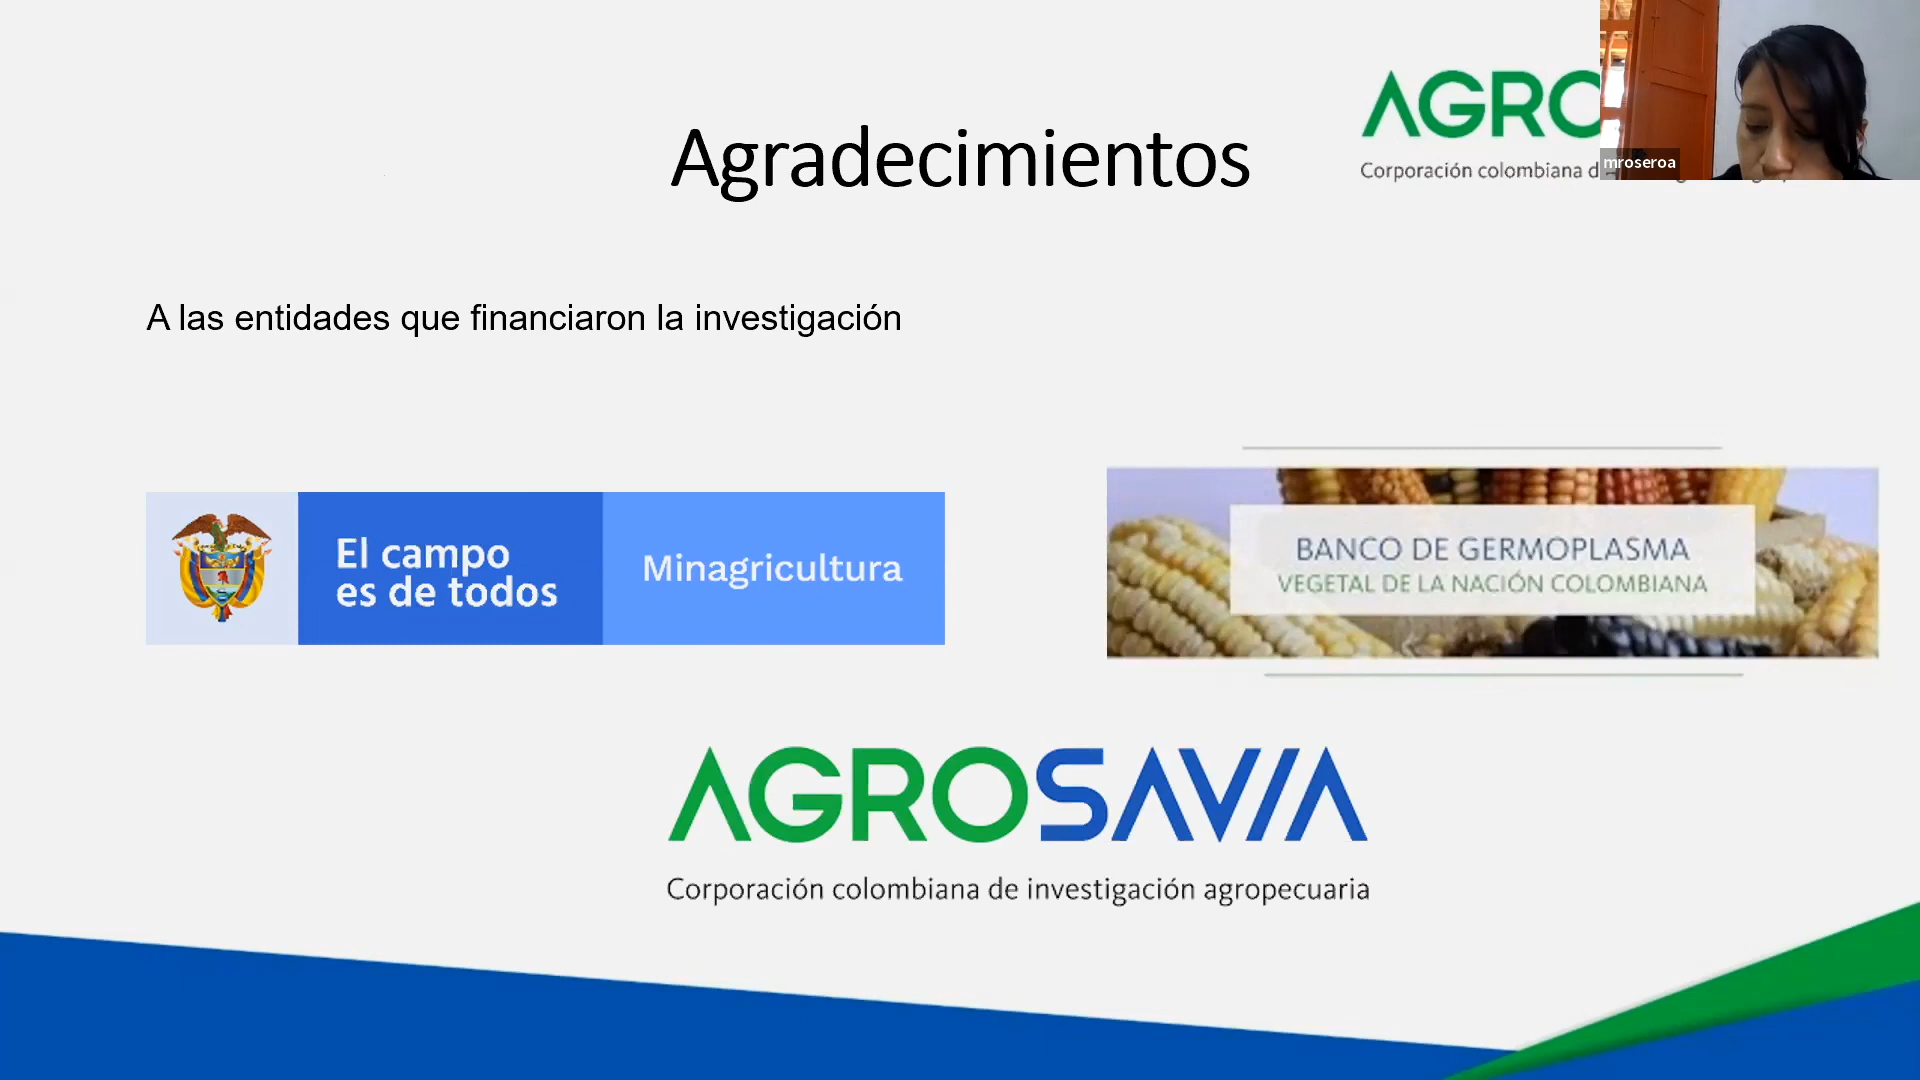 AGRO
Corporación colombiana d
mroseroa
Agradecimientos
A las entidades que financiaron la investigación
El campo
es de todos
Minagricultura
BANCO DE GERMOPLASMA
VEGETAL DE LA NACIÓN COLOMBIANA
AGROSAVIA
Corporación colombiana de investigación agropecuaria